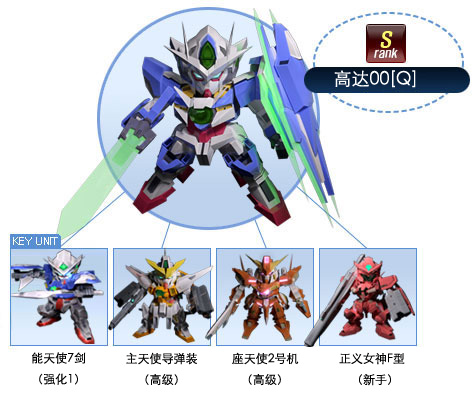 S
rank
高达00[Q]
KEY UNIT
能天使7剑
（强化1）
主天使导弹装
（高级）
座天使2号机
（高级）
正义女神F型
（新手）